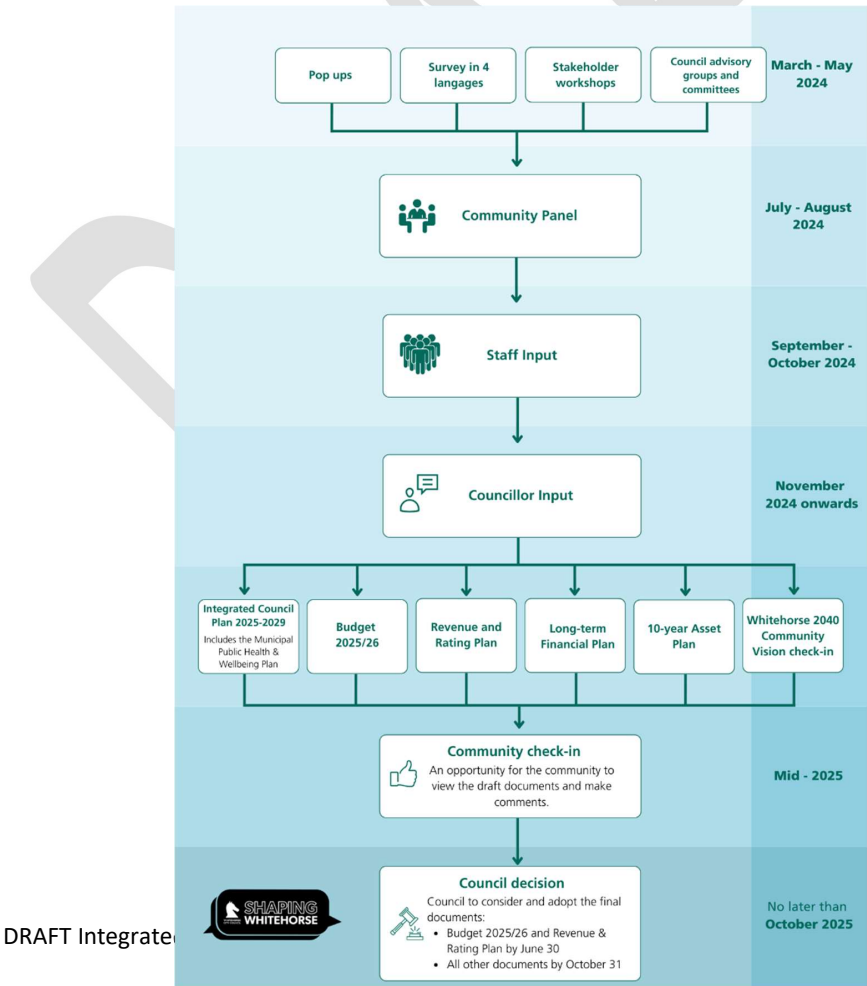 Pop ups
Survey in 4
langages
Stakeholder
workshops
Council advisory
groups and
committees
March - May
2024
Community Panel
July - August
2024
Staff Input
September -
October 2024
Councillor Input
November
2024 onwards
Integrated Council
Plan 2025-2029
Includes the Municipal
Public Health &
Wellbeing Plan
Budget
2025/26
Revenue and
Rating Plan
Long-term
Financial Plan
10-year Asset
Plan
Whitehorse 2040
Community
Vision check-in
Community check-in
An opportunity for the community to
view the draft documents and make
comments.
Mid - 2025
Council decision
Council to consider and adopt the final
documents:
• Budget 2025/26 and Revenue &
Rating Plan by June 30
• All other documents by October 31
No later than
October 2025
SHAPING
WHITEHORSE
DRAFT Integrated